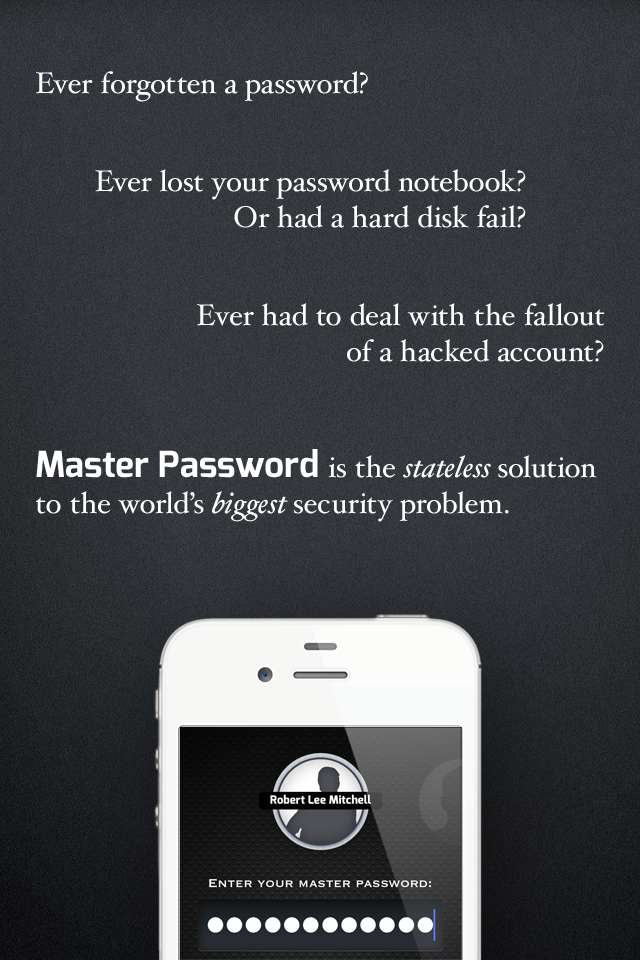 Ever forgotten a password?
Ever lost your password notebook?
Or had a hard disk fail?
Ever had to deal with the fallout
of a hacked account?
Master Password is the stateless solution
to the world's biggest security problem.
Robert Lee Mitchell
Enter your master password: